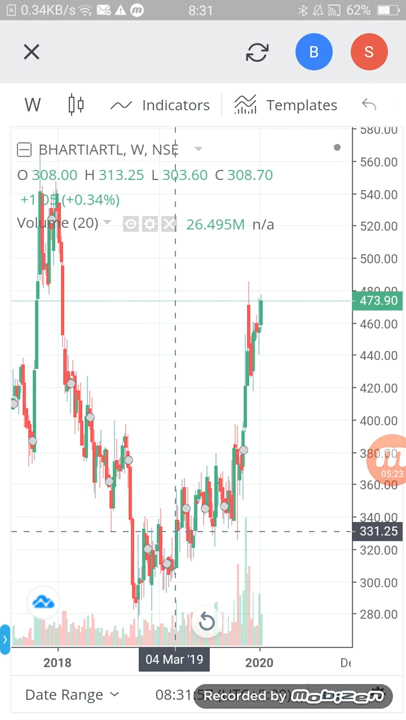 0.34KB/s 8:31 62%
B S
W Indicators Templates
BHARTIARTL, W, NSE
O 308.00 H 313.25 L 303.60 C 308.70
+1.05 (+0.34%)
Volume (20) 26.495M n/a
580.00
560.00
540.00
520.00
500.00
480.00
473.90
460.00
440.00
420.00
400.00
380.00
05:23
360.00
340.00
331.25
320.00
300.00
280.00
2018 04 Mar '19 2020 De
Date Range 08:31:5
Recorded by mobizen